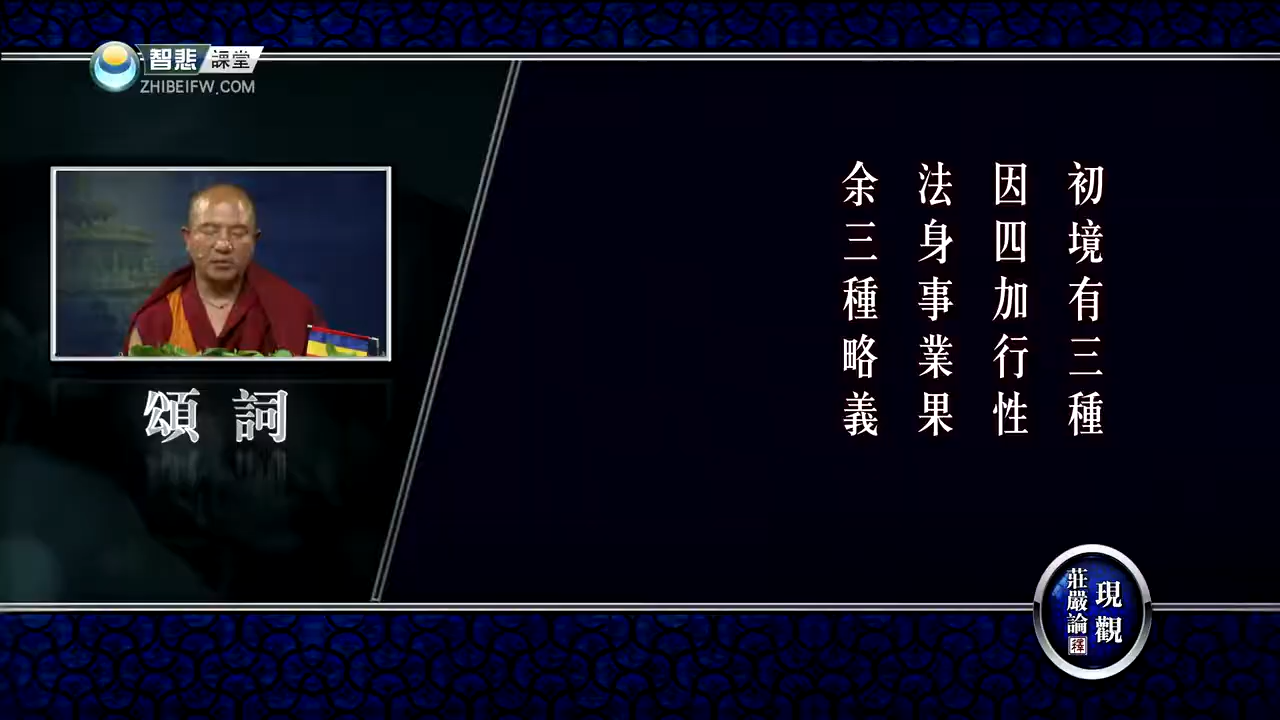 智悲課堂
ZHIBEIFW.COM
初境有三種
因四加行性
法身事業果
余三種略義
頌詞
現觀
莊嚴論
釋